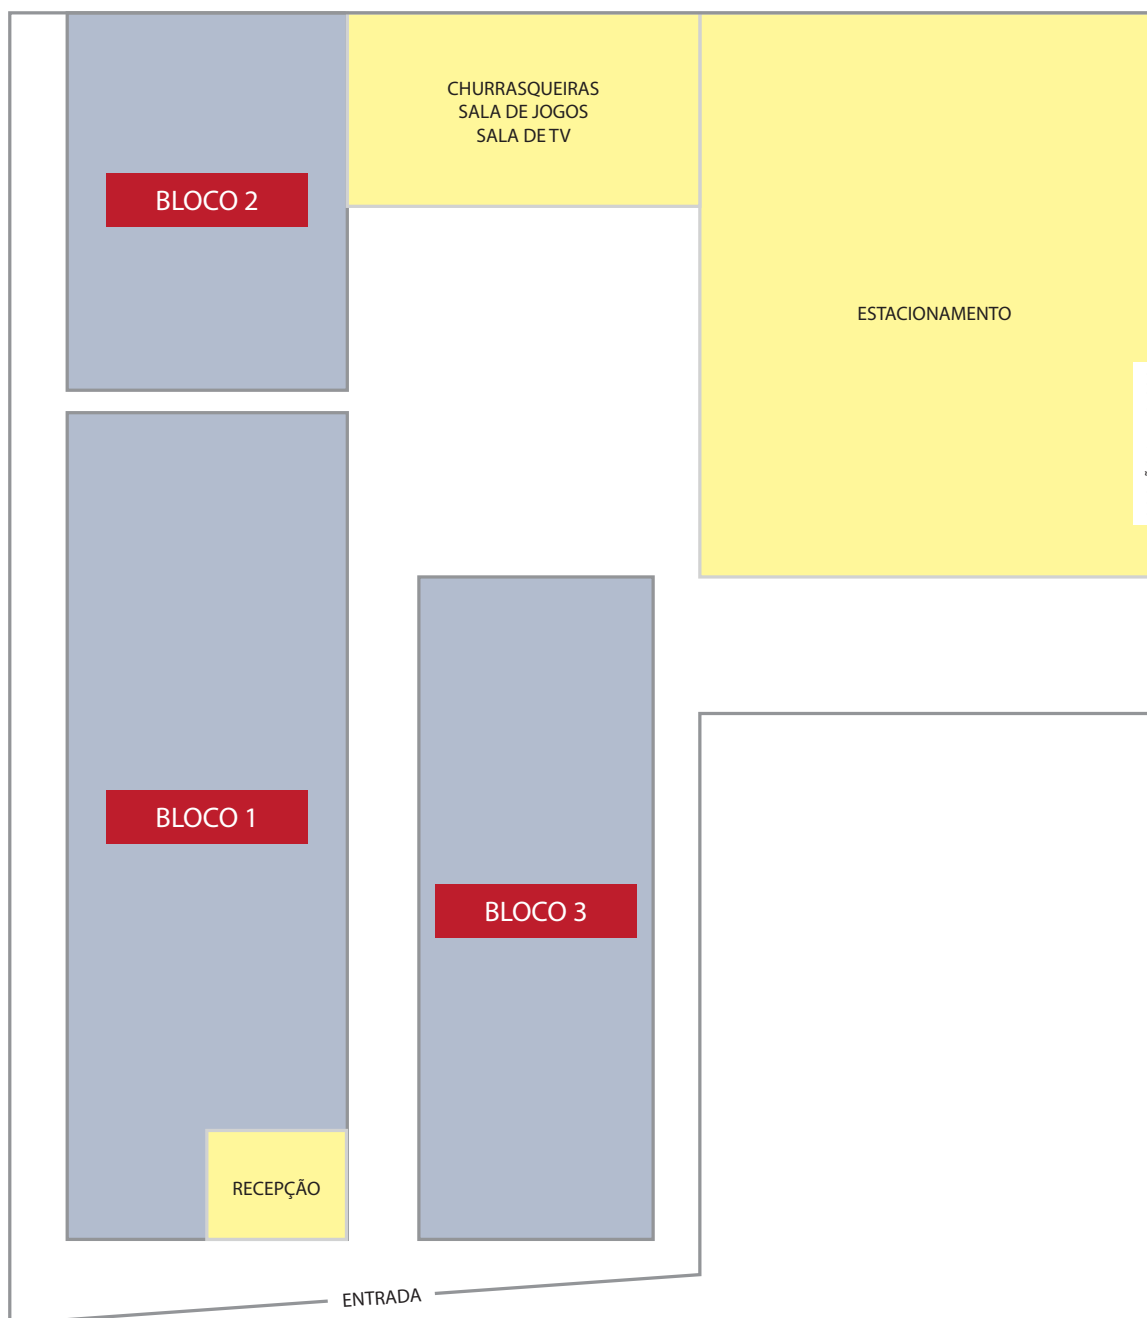 CHURRASQUEIRAS
SALA DE JOGOS
SALA DE TV
BLOCO 2
ESTACIONAMENTO
BLOCO 1
BLOCO 3
RECEPÇÃO
ENTRADA